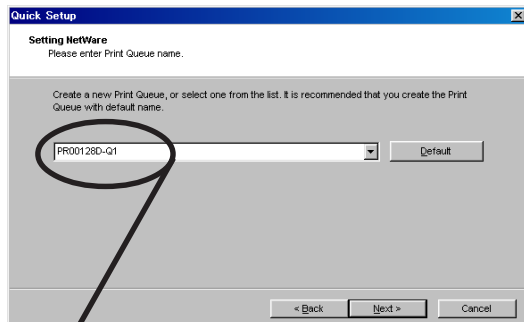 Quick Setup
Setting NetWare
Please enter Print Queue name.
Create a new Print Queue, or select one from the list. It is recommended that you create the Print
Queue with default name.
PR00128D-Q1
Default
< Back
Next >
Cancel